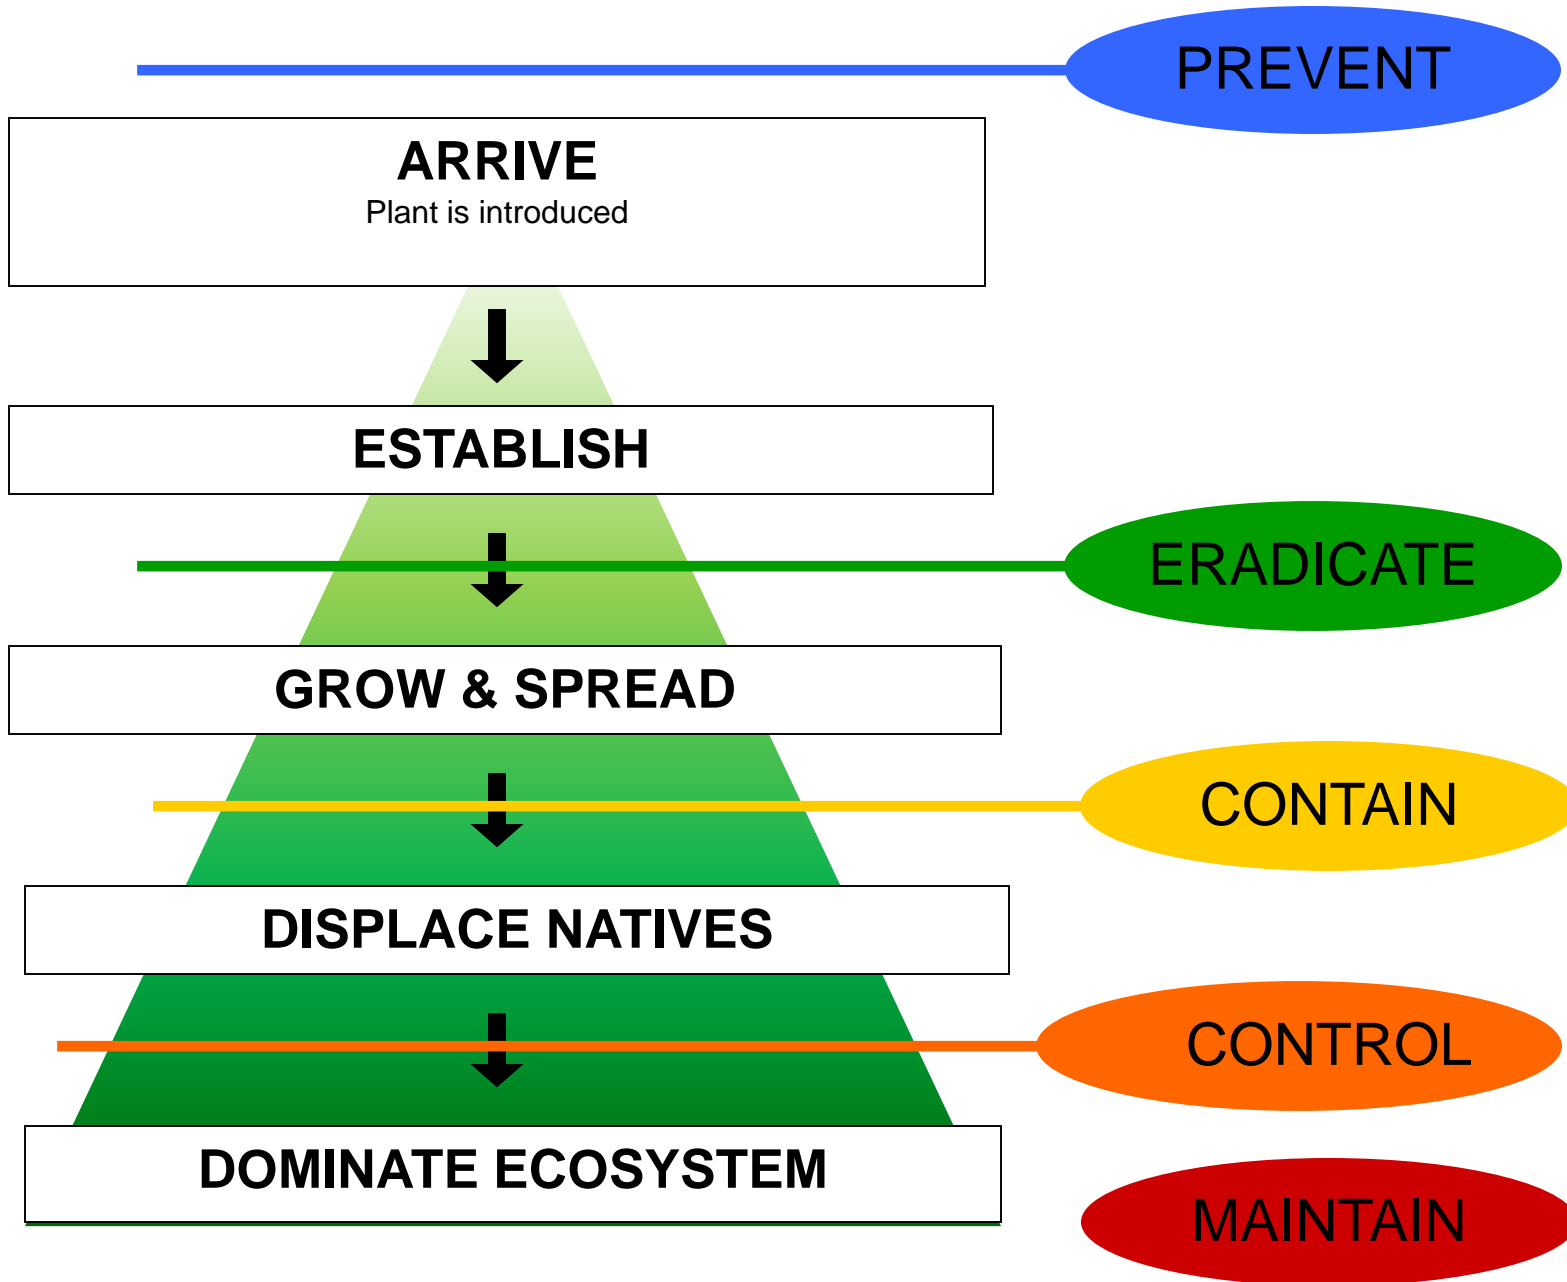 PREVENT
ARRIVE
Plant is introduced
ESTABLISH
ERADICATE
GROW & SPREAD
CONTAIN
DISPLACE NATIVES
CONTROL
DOMINATE ECOSYSTEM
MAINTAIN